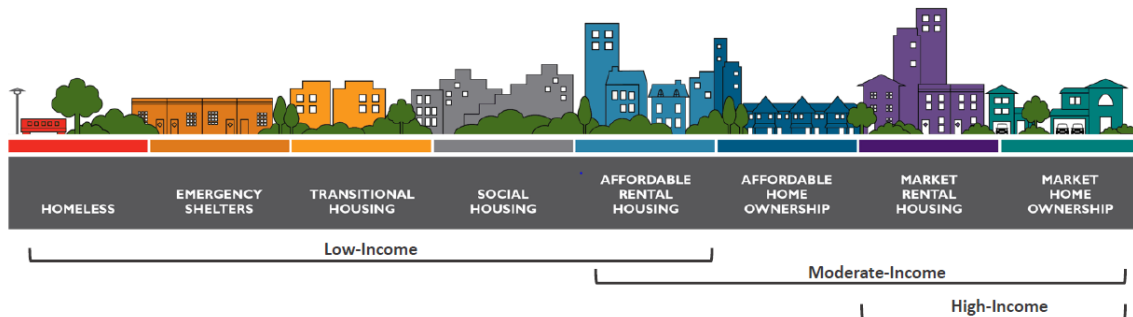 HOMELESS
EMERGENCY
SHELTERS
TRANSITIONAL
HOUSING
SOCIAL
HOUSING
AFFORDABLE
RENTAL
HOUSING
AFFORDABLE
HOME
OWNERSHIP
MARKET
RENTAL
HOUSING
MARKET
HOME
OWNERSHIP
Low-Income
Moderate-Income
High-Income